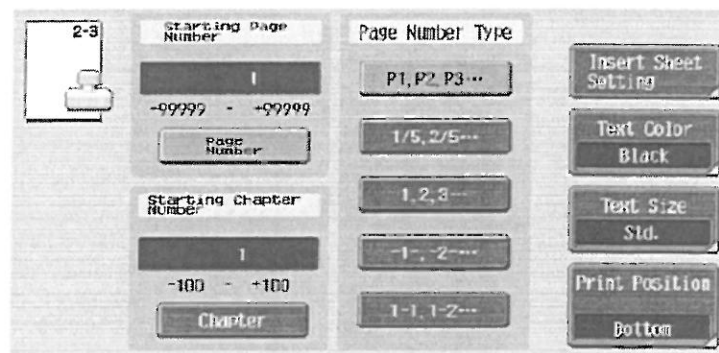 2-3
Starting Page
Number
1
-99999 - +99999
Page
Number
Starting Chapter
Number
1
-100 - +100
Chapter
Page Number Type
P1,P2,P3···
1/5,2/5···
1,2,3···
-1-,-2-···
1-1,1-2···
Insert Sheet
Setting
Text Color
Black
Text Size
Std.
Print Position
Bottom